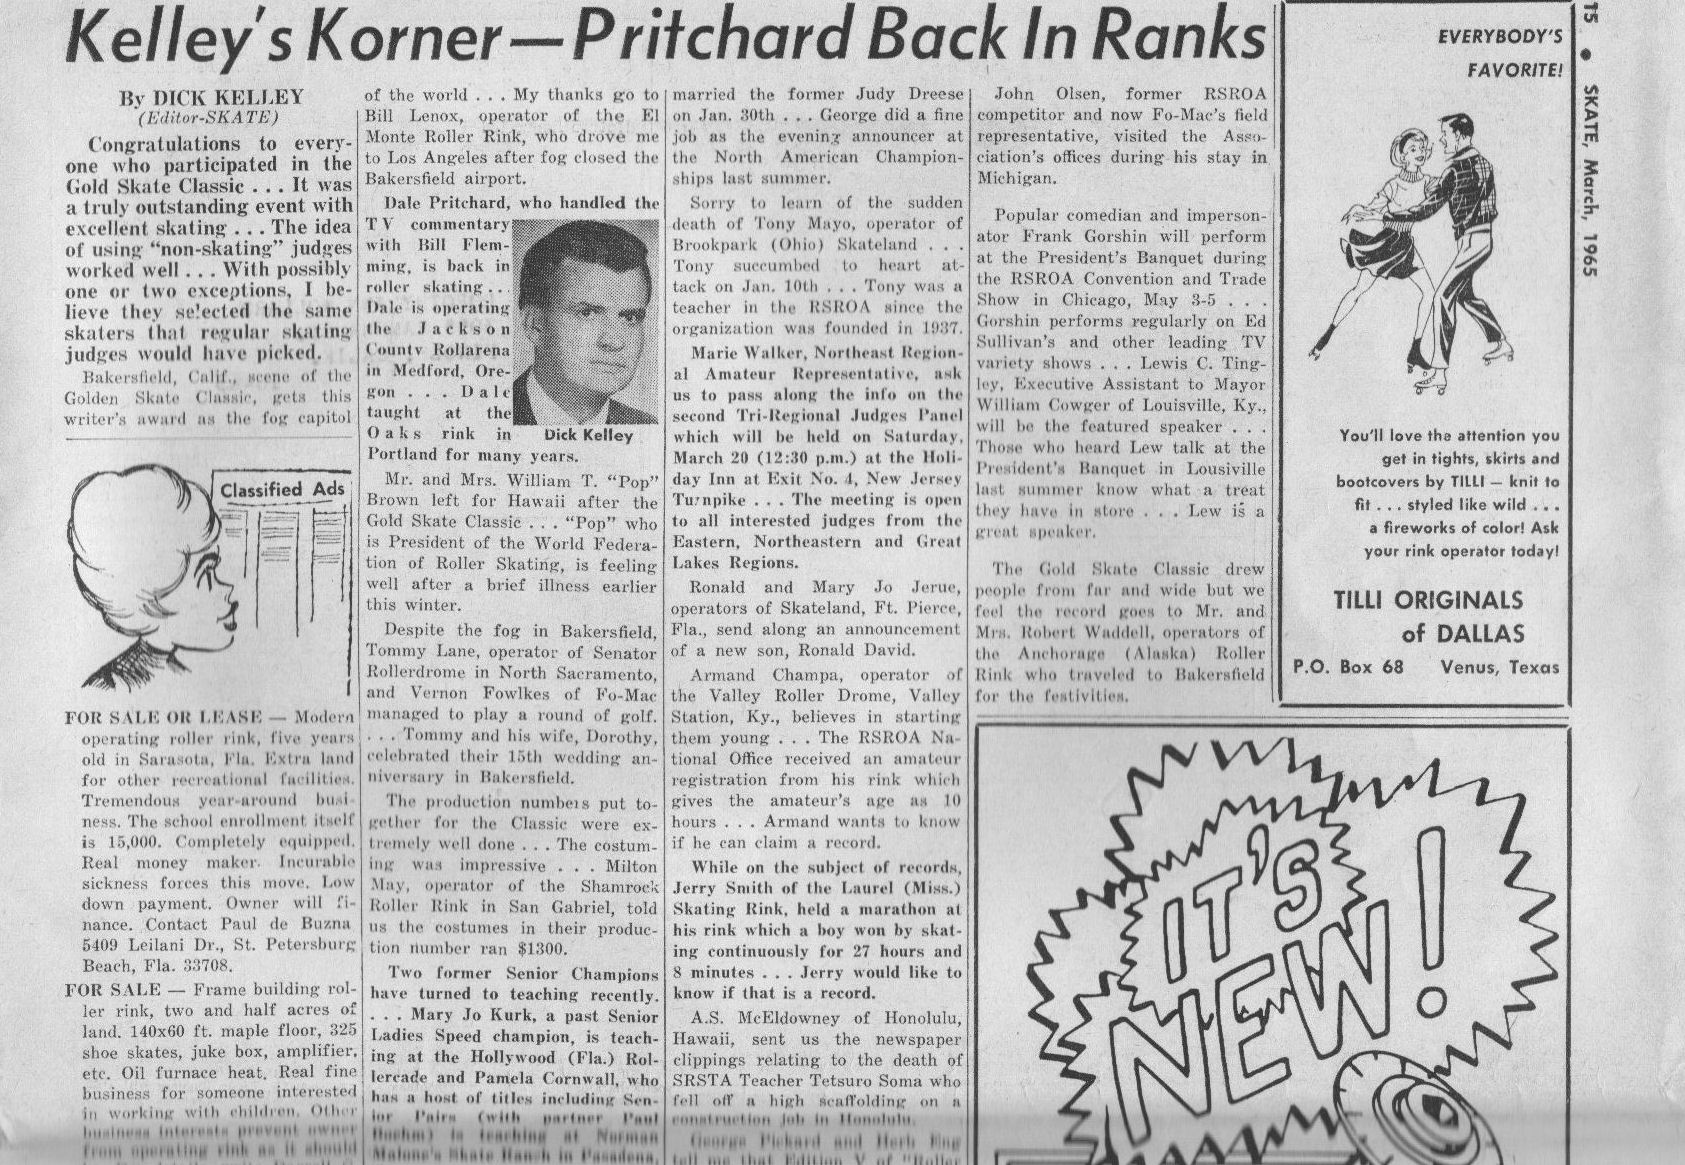 Kelley's Korner—Pritchard Back In Ranks
By DICK KELLEY
(Editor-SKATE)
Congratulations to every-
one who participated in the
Gold Skate Classic . . . It was
a truly outstanding event with
excellent skating . . . The idea
of using "non-skating" judges
worked well . . . With possibly
one or two exceptions, I be-
lieve they selected the same
skaters that regular skating
judges would have picked.
Bakersfield, Calif., scene of the
Golden Skate Classic, gets this
writer's award as the fog capitol
Classified Ads
FOR SALE OR LEASE — Modern
operating roller rink, five years
old in Sarasota, Fla. Extra land
for other recreational facilities.
Tremendous year-around busi-
ness. The school enrollment itself
is 15,000. Completely equipped.
Real money maker. Incurable
sickness forces this move. Low
down payment. Owner will fi-
nance. Contact Paul de Buzna
5409 Leilani Dr., St. Petersburg
Beach, Fla. 33708.
FOR SALE — Frame building rol-
ler rink, two and half acres of
land. 140x60 ft. maple floor, 325
shoe skates, juke box, amplifier,
etc. Oil furnace heat. Real fine
business for someone interested
in working with children. Other
business interests prevent owner
from operating rink as it should
of the world . . . My thanks go to
Bill Lenox, operator of the El
Monte Roller Rink, who drove me
to Los Angeles after fog closed the
Bakersfield airport.
Dale Pritchard, who handled the
TV commentary
with Bill Flem-
ming, is back in
roller skating . . .
Dale is operating
the Jackson
County Rollarena
in Medford, Ore-
gon . . . Dale
taught at the
Oaks rink in
Portland for many years.
Dick Kelley
Mr. and Mrs. William T. "Pop"
Brown left for Hawaii after the
Gold Skate Classic . . . "Pop" who
is President of the World Federa-
tion of Roller Skating, is feeling
well after a brief illness earlier
this winter.
Despite the fog in Bakersfield,
Tommy Lane, operator of Senator
Rollerdrome in North Sacramento,
and Vernon Fowlkes of Fo-Mac
managed to play a round of golf.
. . . Tommy and his wife, Dorothy,
celebrated their 15th wedding an-
niversary in Bakersfield.
The production numbers put to-
gether for the Classic were ex-
tremely well done . . . The costum-
ing was impressive . . . Milton
May, operator of the Shamrock
Roller Rink in San Gabriel, told
us the costumes in their produc-
tion number ran $1300.
Two former Senior Champions
have turned to teaching recently.
. . . Mary Jo Kurk, a past Senior
Ladies Speed champion, is teach-
ing at the Hollywood (Fla.) Rol-
lercade and Pamela Cornwall, who
has a host of titles including Sen-
ior Pairs (with partner Paul
is teaching at Norman
Skate Ranch in Pasadena,
married the former Judy Dreese
on Jan. 30th . . . George did a fine
job as the evening announcer at
the North American Champion-
ships last summer.
Sorry to learn of the sudden
death of Tony Mayo, operator of
Brookpark (Ohio) Skateland . . .
Tony succumbed to heart at-
tack on Jan. 10th . . . Tony was a
teacher in the RSROA since the
organization was founded in 1937.
Marie Walker, Northeast Region-
al Amateur Representative, ask
us to pass along the info on the
second Tri-Regional Judges Panel
which will be held on Saturday,
March 20 (12:30 p.m.) at the Holi-
day Inn at Exit No. 4, New Jersey
Turnpike . . . The meeting is open
to all interested judges from the
Eastern, Northeastern and Great
Lakes Regions.
Ronald and Mary Jo Jerue,
operators of Skateland, Ft. Pierce,
Fla., send along an announcement
of a new son, Ronald David.
Armand Champa, operator of
the Valley Roller Drome, Valley
Station, Ky., believes in starting
them young . . . The RSROA Na-
tional Office received an amateur
registration from his rink which
gives the amateur's age as 10
hours . . . Armand wants to know
if he can claim a record.
While on the subject of records,
Jerry Smith of the Laurel (Miss.)
Skating Rink, held a marathon at
his rink which a boy won by skat-
ing continuously for 27 hours and
8 minutes . . . Jerry would like to
know if that is a record.
A.S. McEldowney of Honolulu,
Hawaii, sent us the newspaper
clippings relating to the death of
SRSTA Teacher Tetsuro Soma who
fell off a high scaffolding on a
construction job in Honolulu.
George Pickard and Herb
tell me that Edition V of "Roller
John Olsen, former RSROA
competitor and now Fo-Mac's field
representative, visited the Asso-
ciation's offices during his stay in
Michigan.
Popular comedian and imperson-
ator Frank Gorshin will perform
at the President's Banquet during
the RSROA Convention and Trade
Show in Chicago, May 3-5 . . .
Gorshin performs regularly on Ed
Sullivan's and other leading TV
variety shows . . . Lewis C. Ting-
ley, Executive Assistant to Mayor
William Cowger of Louisville, Ky.,
will be the featured speaker . . .
Those who heard Lew talk at the
President's Banquet in Lousiville
last summer know what a treat
they have in store . . . Lew is a
great speaker.
The Gold Skate Classic drew
people from far and wide but we
feel the record goes to Mr. and
Mrs. Robert Waddell, operators of
the Anchorage (Alaska) Roller
Rink who traveled to Bakersfield
for the festivities.
EVERYBODY'S
FAVORITE!
You'll love the attention you
get in tights, skirts and
bootcovers by TILLI — knit to
fit . . . styled like wild . . .
a fireworks of color! Ask
your rink operator today!
TILLI ORIGINALS
of DALLAS
P.O. Box 68 Venus, Texas
15 • SKATE, March, 1965
IT'S
NEW!